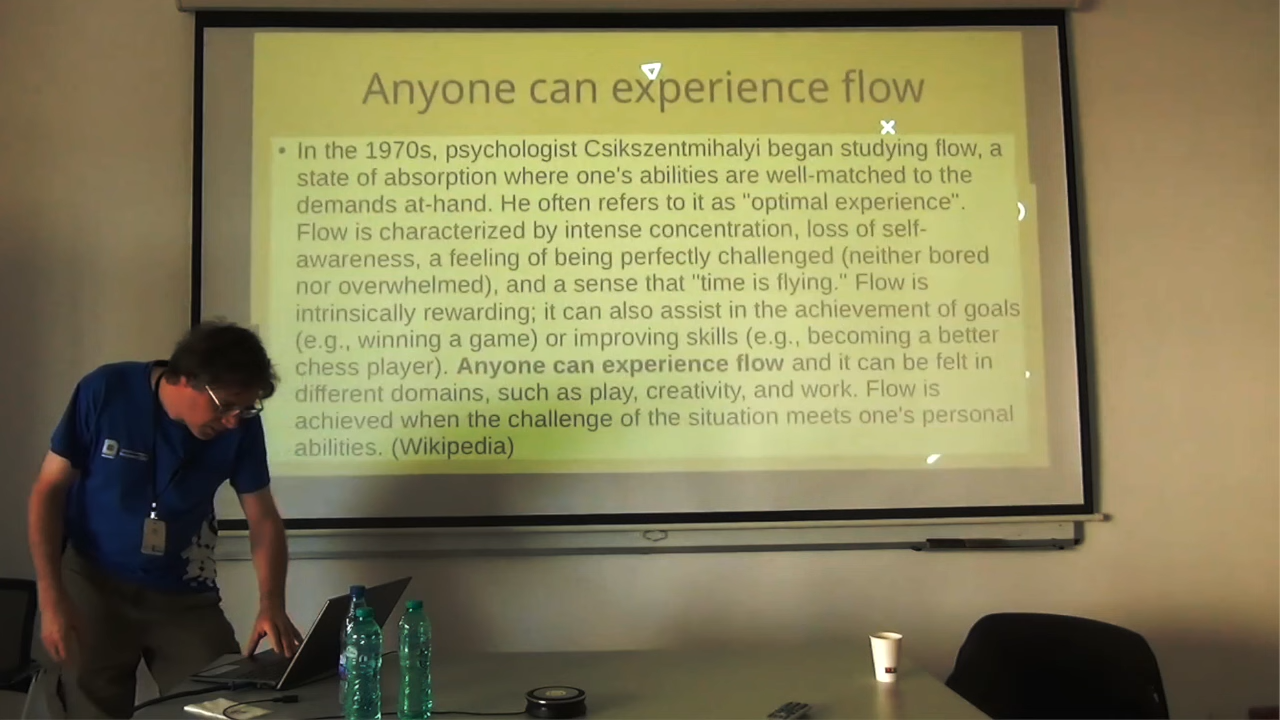 Anyone can experience flow
• In the 1970s, psychologist Csikszentmihalyi began studying flow, a
state of absorption where one's abilities are well-matched to the
demands at-hand. He often refers to it as "optimal experience".
Flow is characterized by intense concentration, loss of self-
awareness, a feeling of being perfectly challenged (neither bored
nor overwhelmed), and a sense that "time is flying." Flow is
intrinsically rewarding; it can also assist in the achievement of goals
(e.g., winning a game) or improving skills (e.g., becoming a better
chess player). Anyone can experience flow and it can be felt in
different domains, such as play, creativity, and work. Flow is
achieved when the challenge of the situation meets one's personal
abilities. (Wikipedia)